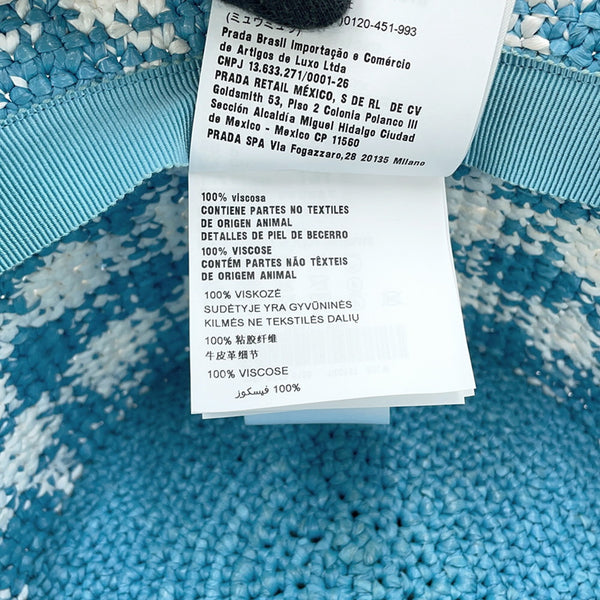 (ミュウミュウ)0120-451-993
Prada Brasil Importação e Comércio
de Artigos de Luxo Ltda
CNPJ 13.633.271/0001-26
PRADA RETAIL MÉXICO, S DE RL DE CV
Goldsmith 53, Piso 2 Colonia Polanco III
Sección Alcaldía Miguel Hidalgo Ciudad
de Mexico - Mexico CP 11560
PRADA SPA Via Fogazzaro,28 20135 Milano
100% viscosa
CONTIENE PARTES NO TEXTILES
DE ORIGEN ANIMAL
DETALLES DE PIEL DE BECERRO
100% VISCOSE
CONTÉM PARTES NÃO TÊXTEIS
DE ORIGEM ANIMAL
100% VISKOZĖ
SUDĖTYJE YRA GYVŪNINĖS
KILMĖS NE TEKSTILĖS DALIŲ
100% 粘胶纤维
牛皮革细节
100% VISCOSE
100% فيسكوز